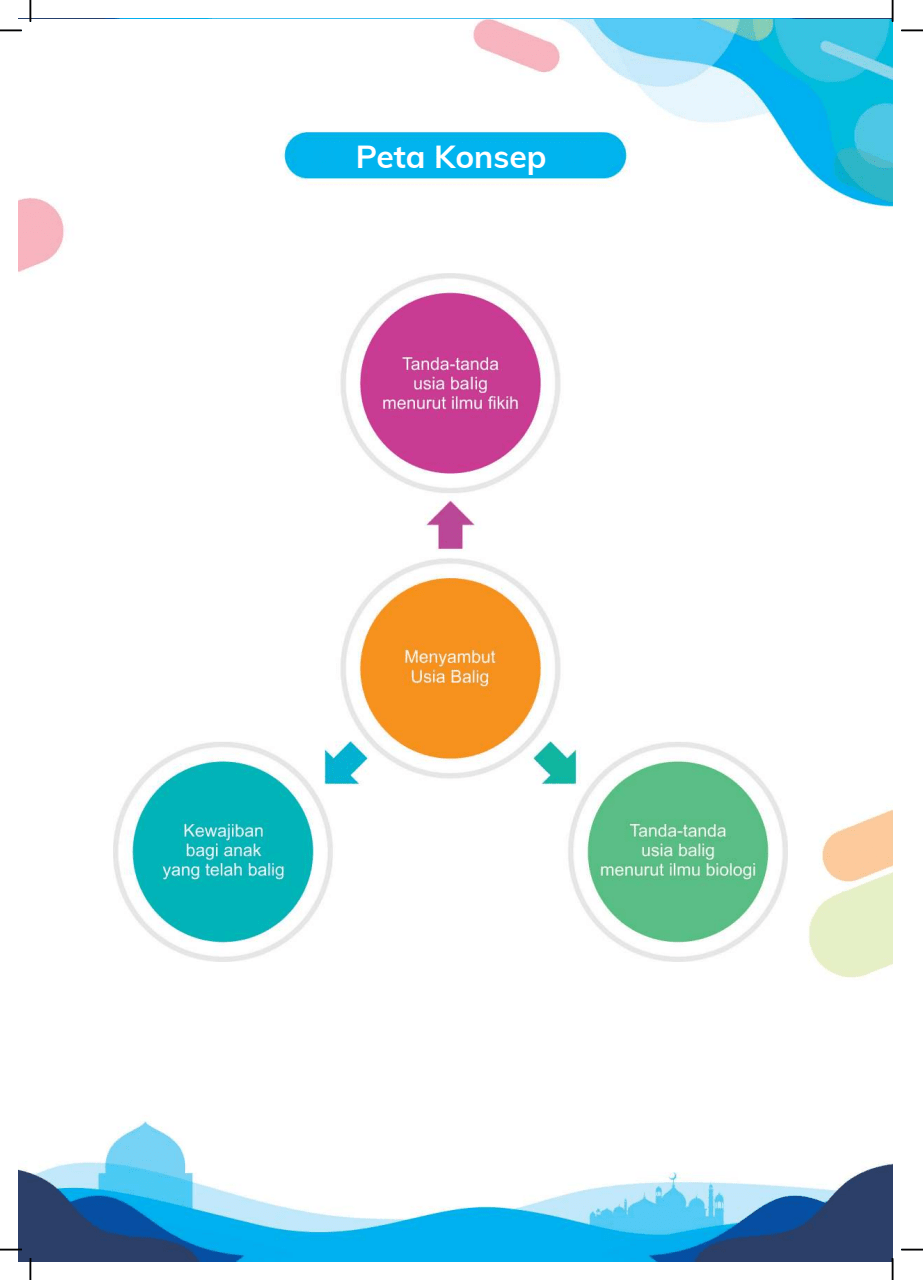 Peta Konsep
Tanda-tanda
usia balig
menurut ilmu fikih
Menyambut
Usia Balig
Kewajiban
bagi anak
yang telah balig
Tanda-tanda
usia balig
menurut ilmu biologi